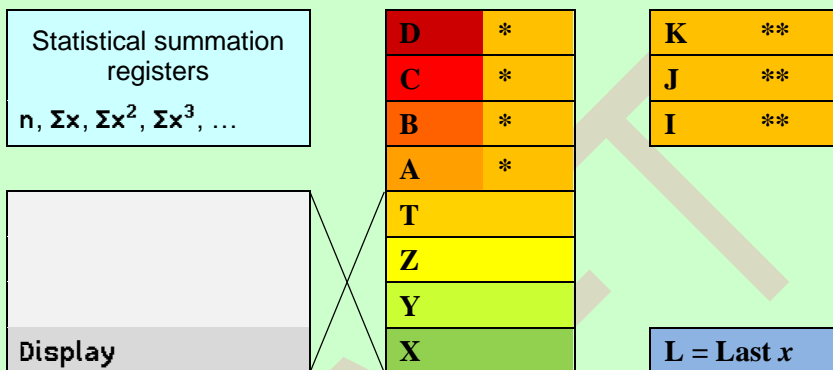 Statistical summation
registers
n, Σx, Σx², Σx³, ...
Display
D *
C *
B *
A *
T
Z
Y
X
K **
J **
I **
L = Last x